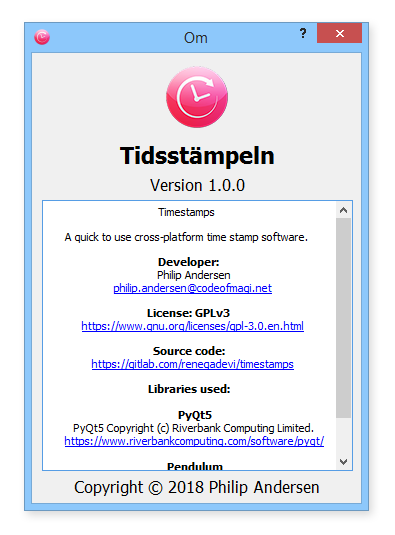 Om
?
Tidsstämpeln
Version 1.0.0
Timestamps
A quick to use cross-platform time stamp software.
Developer:
Philip Andersen
philip.andersen@codeofmagi.net
License: GPLv3
https://www.gnu.org/licenses/gpl-3.0.en.html
Source code:
https://gitlab.com/renegadevi/timestamps
Libraries used:
PyQt5
PyQt5 Copyright (c) Riverbank Computing Limited.
https://www.riverbankcomputing.com/software/pyqt/
Pendulum
Copyright © 2018 Philip Andersen